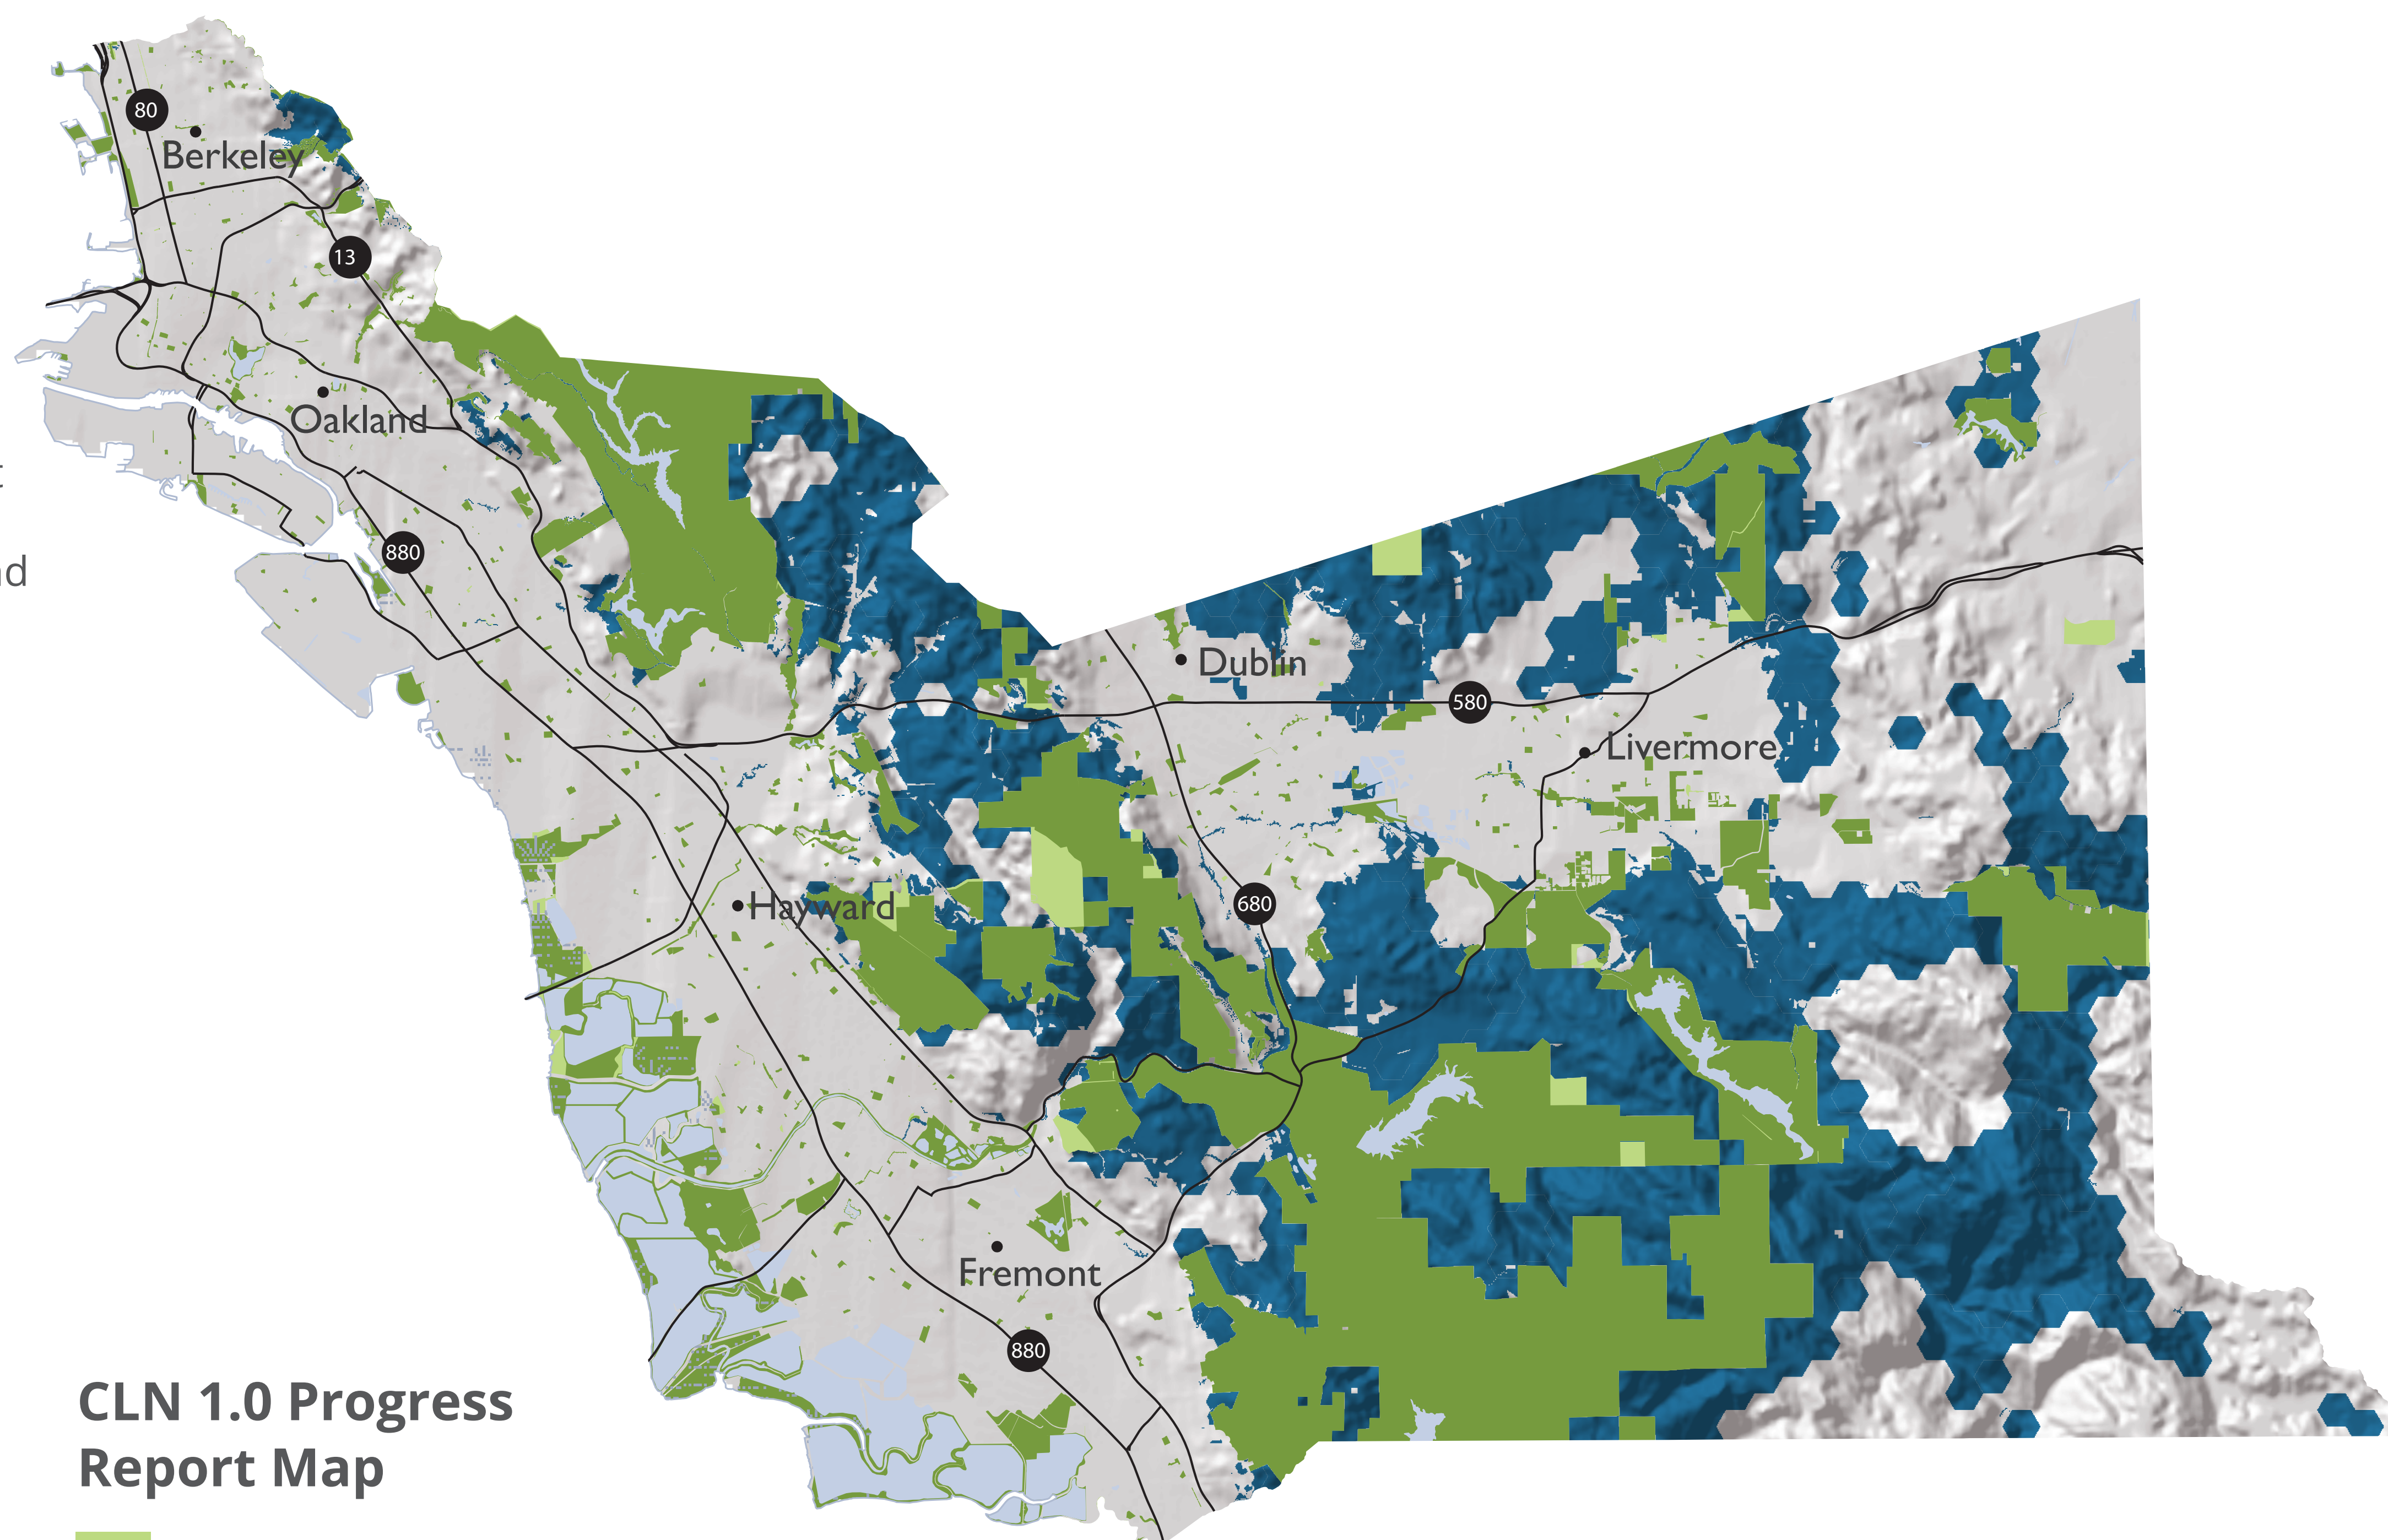 80
Berkeley
13
Oakland
880
Dublin
580
Livermore
680
Hayward
Fremont
880
CLN 1.0 Progress
Report Map